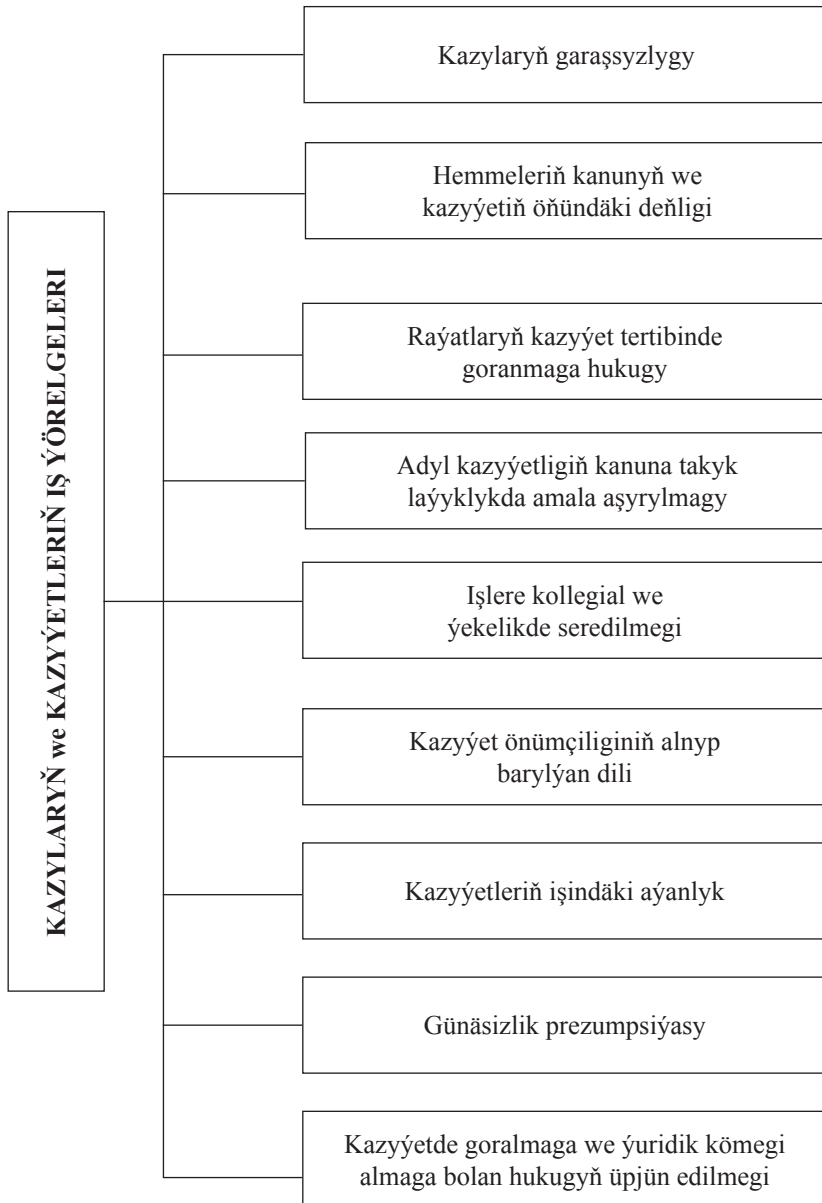 KAZYLARYŇ we KAZYÝETLERIŇ IŞ ÝÖRELGELERI
Kazylaryň garaşsyzlygy
Hemmeleriň kanunyň we
kazyýetiň öňündäki deňligi
Raýatlaryň kazyýet tertibinde
goranmaga hukugy
Adyl kazyýetligiň kanuna takyk
laýyklykda amala aşyrylmagy
Işlere kollegial we
ýekelikde seredilmegi
Kazyýet önümçiliginiň alnyp
barylýan dili
Kazyýetleriň işindäki aýanlyk
Günäsizlik prezumpsiýasy
Kazyýetde goralmaga we ýuridik kömegi
almaga bolan hukugyň üpjün edilmegi